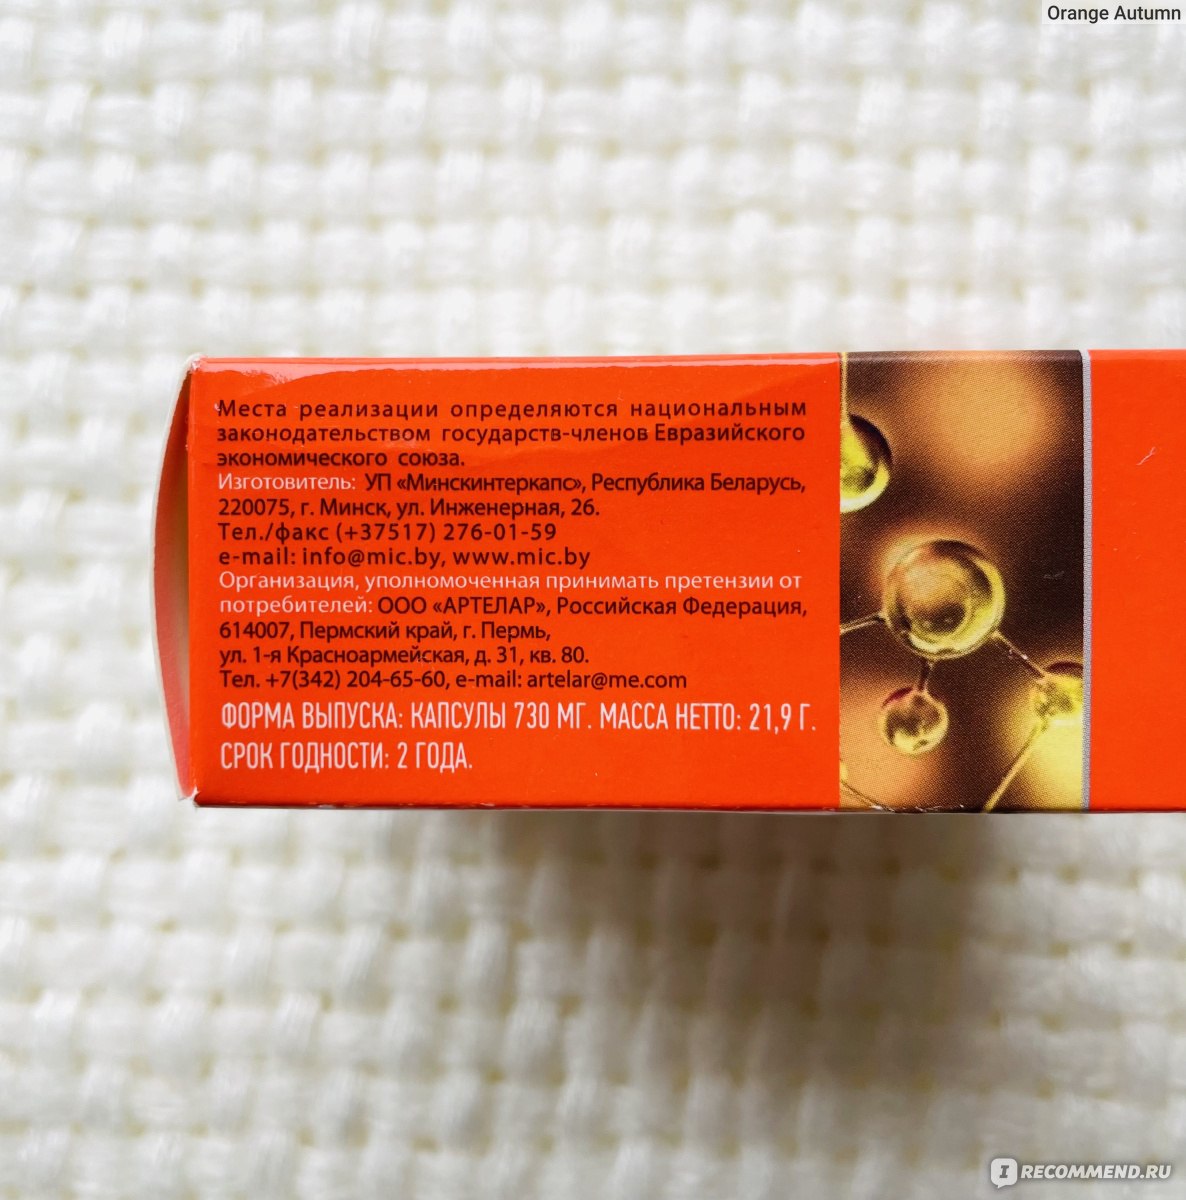 Orange Autumn
Места реализации определяются национальным
законодательством государств-членов Евразийского
экономического союза.
Изготовитель: УП «Минскинтеркапс», Республика Беларусь,
220075, г. Минск, ул. Инженерная, 26.
Тел./факс (+37517) 276-01-59
e-mail: info@mic.by, www.mic.by
Организация, уполномоченная принимать претензии от
потребителей: ООО «АРТЕЛАР», Российская Федерация,
614007, Пермский край, г. Пермь,
ул. 1-я Красноармейская, д. 31, кв. 80.
Тел. +7(342) 204-65-60, e-mail: artelar@me.com
ФОРМА ВЫПУСКА: КАПСУЛЫ 730 МГ. МАССА НЕТТО: 21,9 Г.
СРОК ГОДНОСТИ: 2 ГОДА.
IRECOMMEND.RU